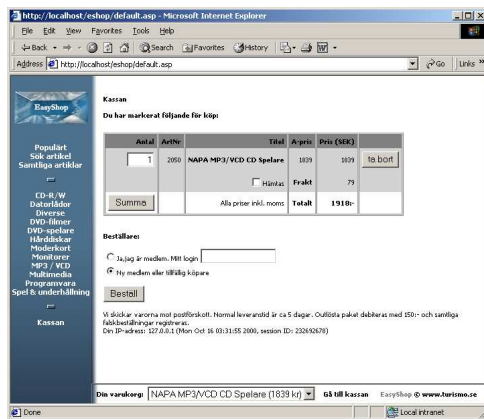 http://localhost/eshop/default.asp - Microsoft Internet Explorer
File Edit View Favorites Tools Help
Back Search Favorites History
Address http://localhost/eshop/default.asp Go Links
EasyShop
Populärt
Sök artikel
Samtliga artiklar
CD-R/W
Datorlådor
Diverse
DVD-filmer
DVD-spelare
Hårddiskar
Moderkort
Monitorer
MP3 / VCD
Multimedia
Programvara
Spel & underhållning
Kassan
Kassan
Du har markerat följande för köp:
Antal ArtNr Titel A-pris Pris (SEK)
1 2050 NAPA MP3/VCD CD Spelare 1839 1839 ta bort
Hämtas Frakt 79
Summa Alla priser inkl. moms Totalt 1918:-
Beställare:
Ja,jag är medlem. Mitt login
Ny medlem eller tillfällig köpare
Beställ
Vi skickar varorna mot postförskott. Normal leveranstid är ca 5 dagar. Outlösta paket debiteras med 150:- och samtliga
falskbeställningar registreras.
Din IP-adress: 127.0.0.1 (Mon Oct 16 03:31:55 2000, session ID: 232692678)
Din varukorg: NAPA MP3/VCD CD Spelare (1839 kr) Gå till kassan EasyShop © www.turismo.se
Done Local intranet